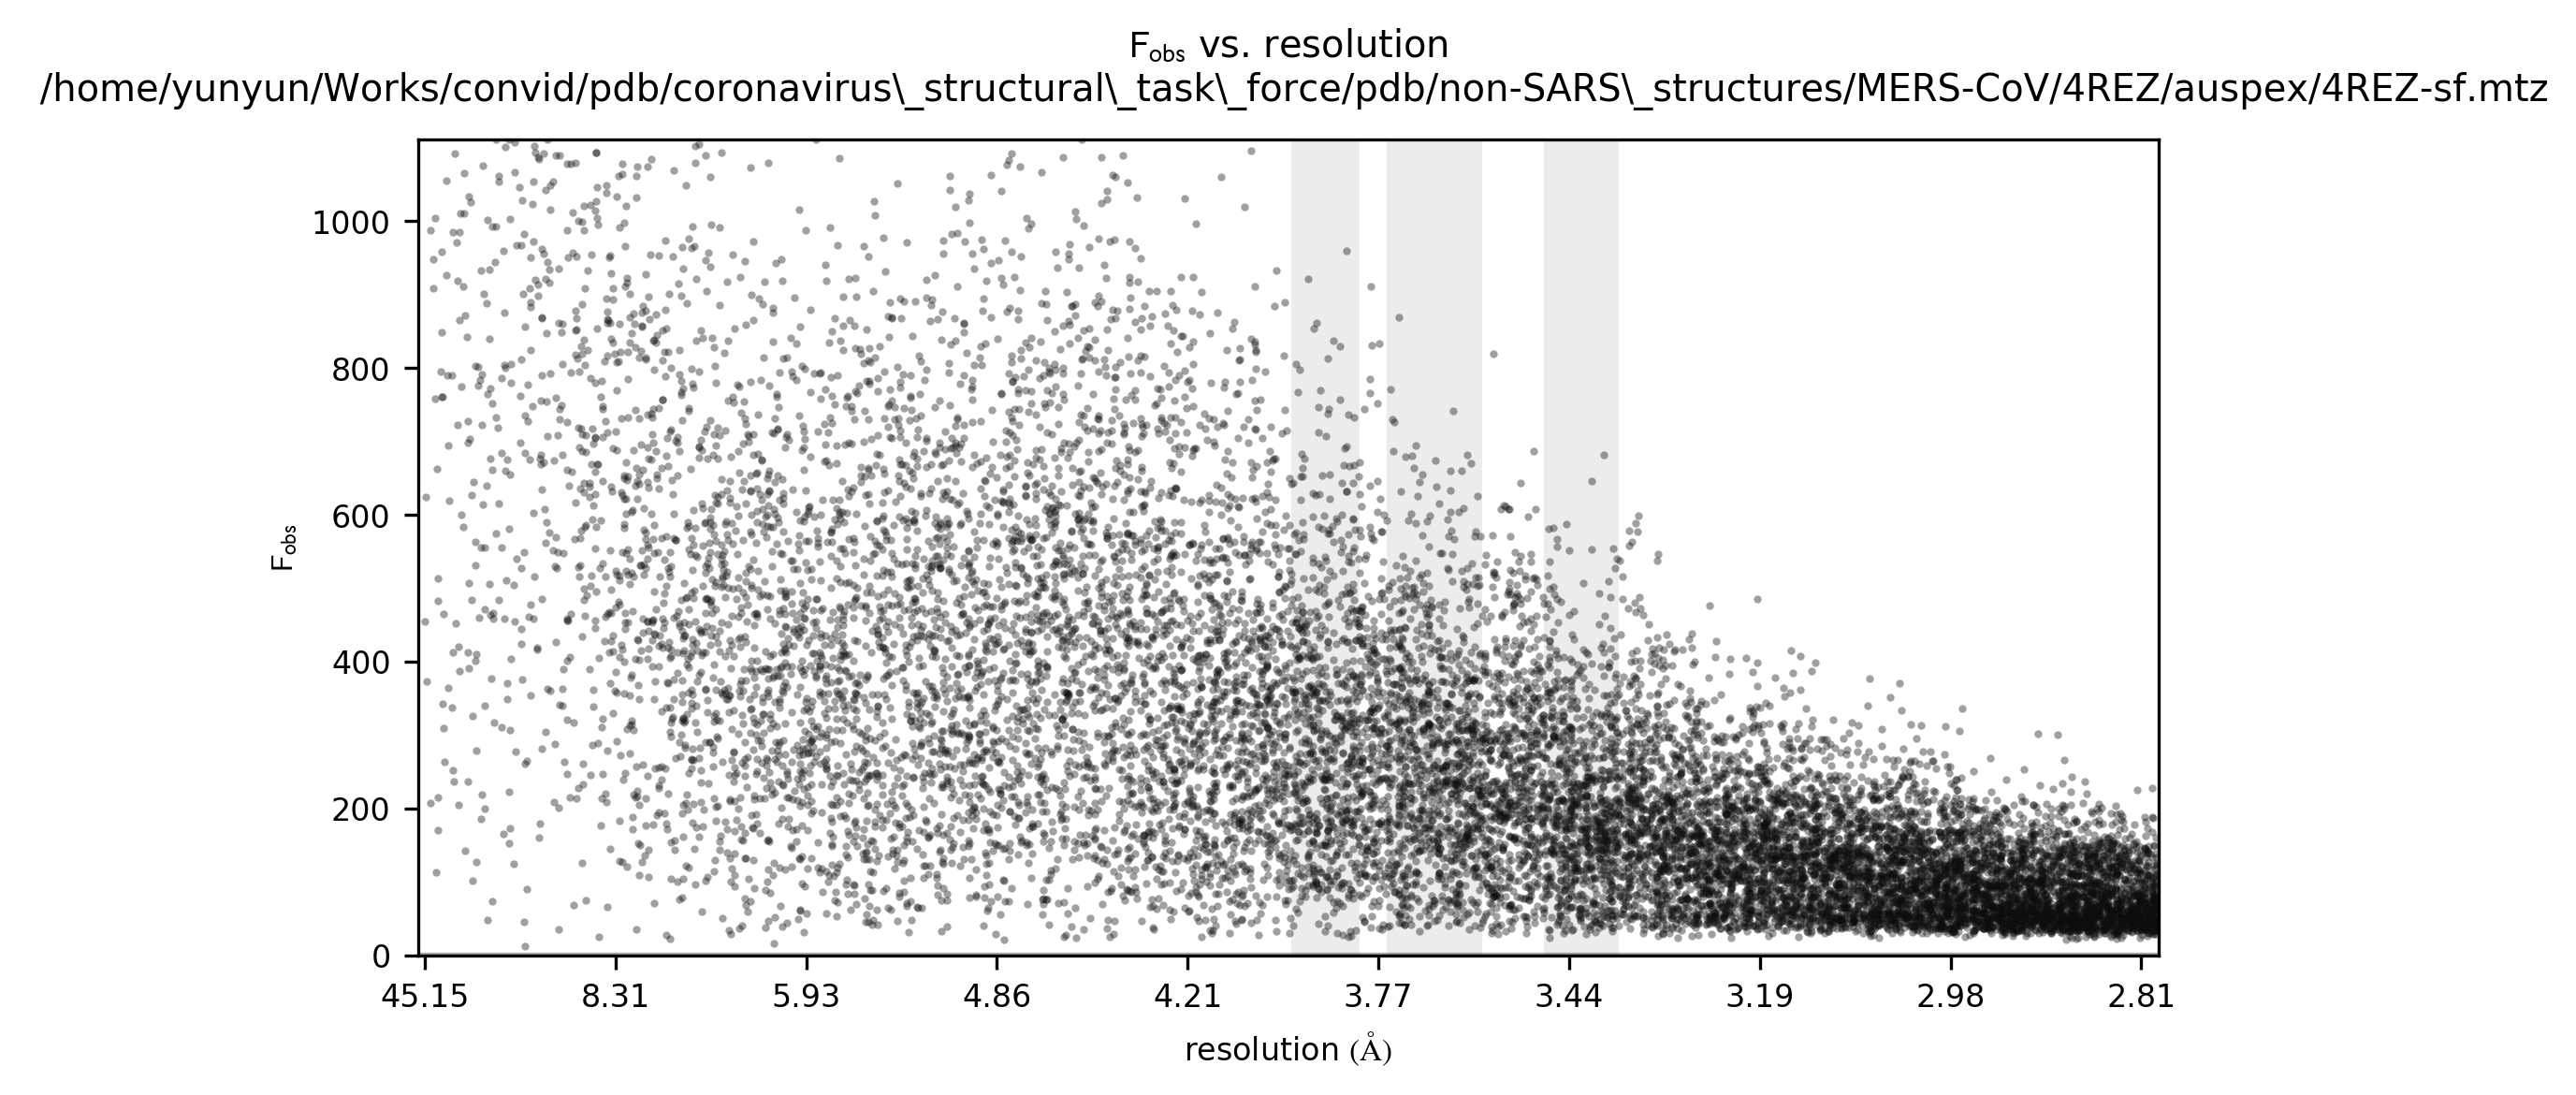 F_obs vs. resolution
/home/yunyun/Works/convid/pdb/coronavirus\_structural\_task\_force/pdb/non-SARS\_structures/MERS-CoV/4REZ/auspex/4REZ-sf.mtz
1000
800
600
400
200
0
F_obs
45.15 8.31 5.93 4.86 4.21 3.77 3.44 3.19 2.98 2.81
resolution (Å)